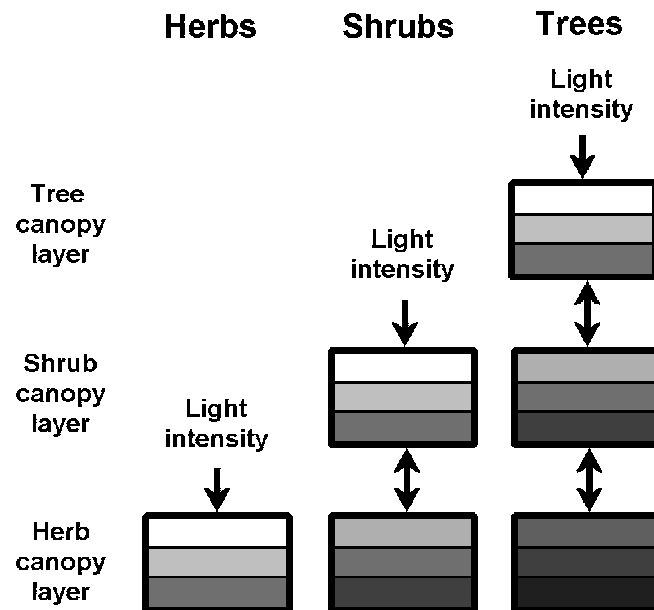 Herbs Shrubs Trees
Light
intensity
Tree
canopy
layer
Light
intensity
Shrub
canopy
layer
Light
intensity
Herb
canopy
layer